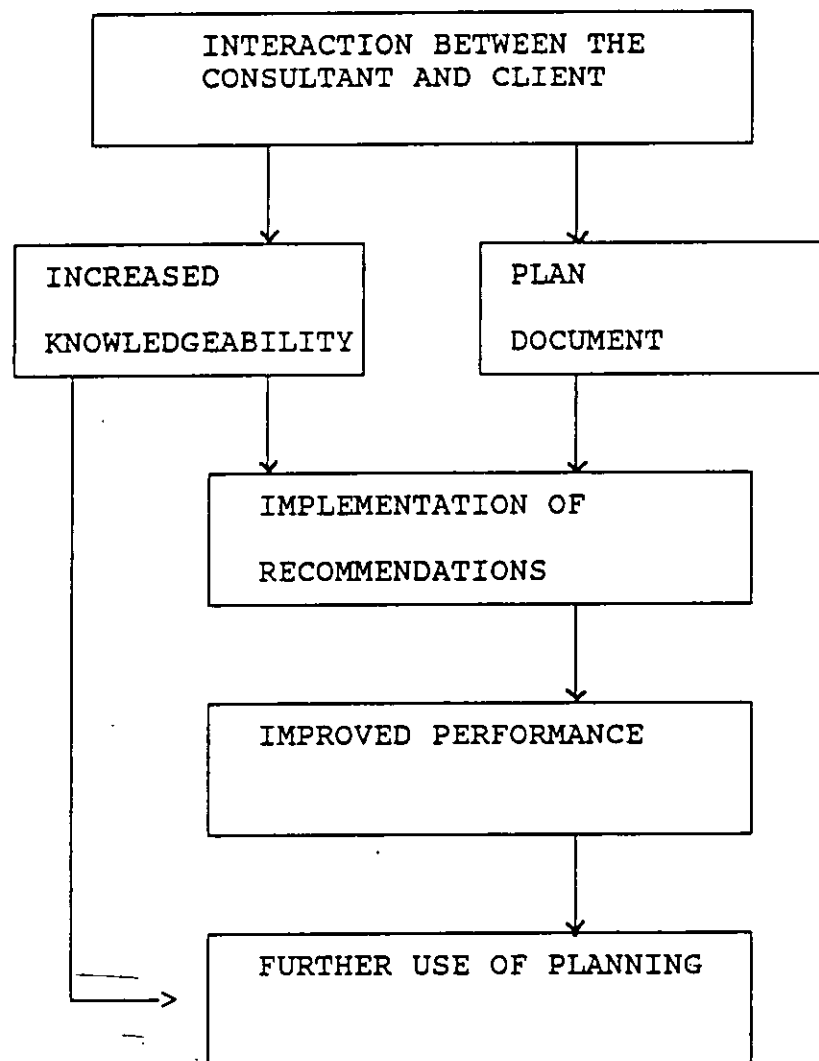 INTERACTION BETWEEN THE
CONSULTANT AND CLIENT
INCREASED
KNOWLEDGEABILITY
PLAN
DOCUMENT
IMPLEMENTATION OF
RECOMMENDATIONS
IMPROVED PERFORMANCE
FURTHER USE OF PLANNING